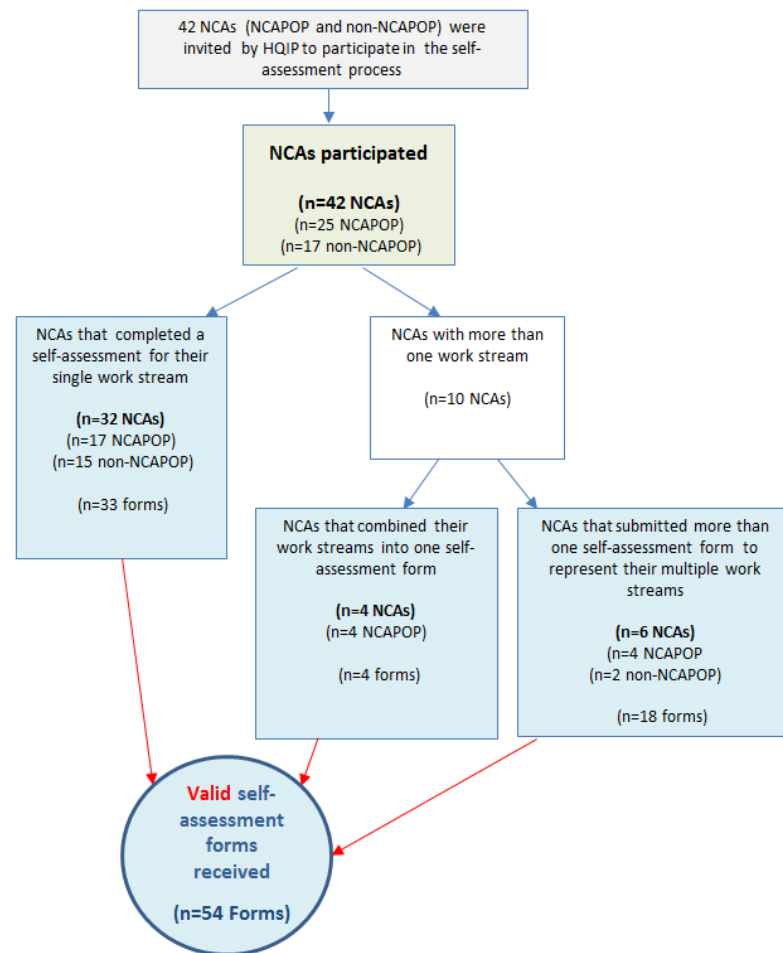 42 NCAs (NCAPOP and non-NCAPOP) were
invited by HQIP to participate in the self-
assessment process
NCAs participated
(n=42 NCAs)
(n=25 NCAPOP)
(n=17 non-NCAPOP)
NCAs that completed a
self-assessment for their
single work stream
(n=32 NCAs)
(n=17 NCAPOP)
(n=15 non-NCAPOP)
(n=33 forms)
NCAs with more than
one work stream
(n=10 NCAs)
NCAs that combined their
work streams into one self-
assessment form
(n=4 NCAs)
(n=4 NCAPOP)
(n=4 forms)
NCAs that submitted more than
one self-assessment form to
represent their multiple work
streams
(n=6 NCAs)
(n=4 NCAPOP
(n=2 non-NCAPOP)
(n=18 forms)
Valid self-
assessment
forms
received
(n=54 Forms)